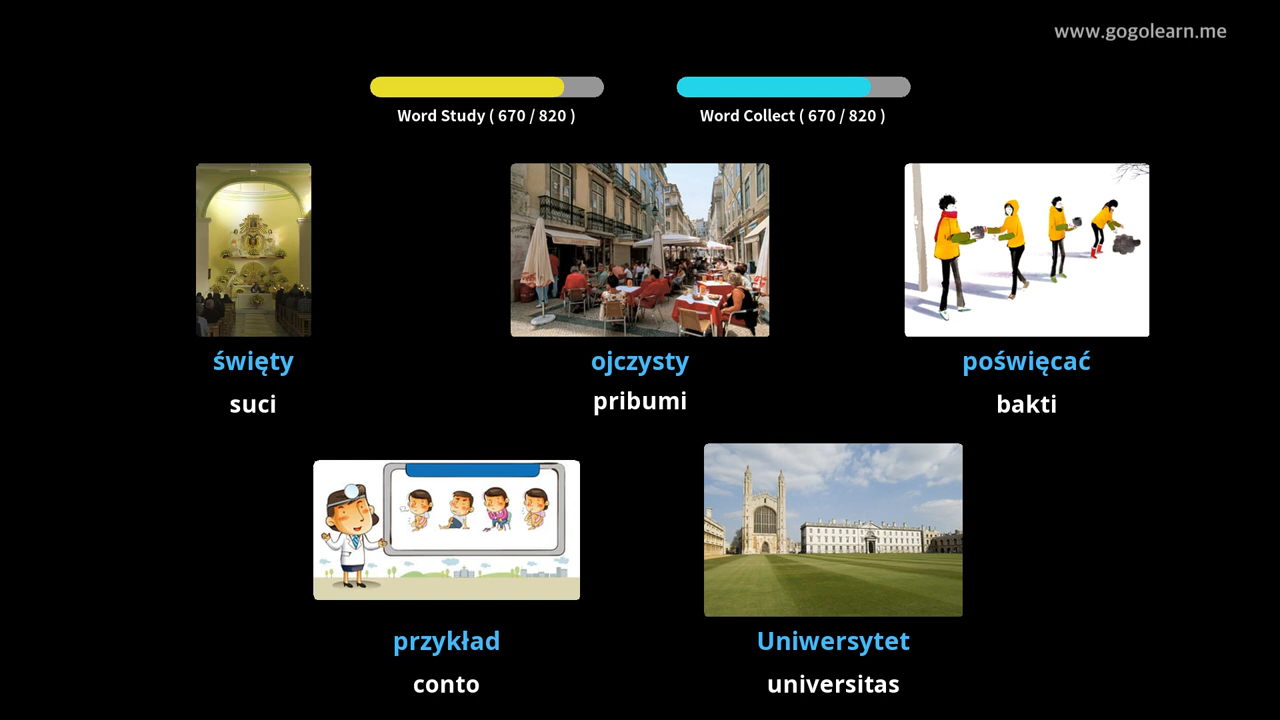 www.gogolearn.me
Word Study ( 670 / 820 )
Word Collect ( 670 / 820 )
święty
suci
ojczysty
pribumi
poświęcać
bakti
przykład
conto
Uniwersytet
universitas